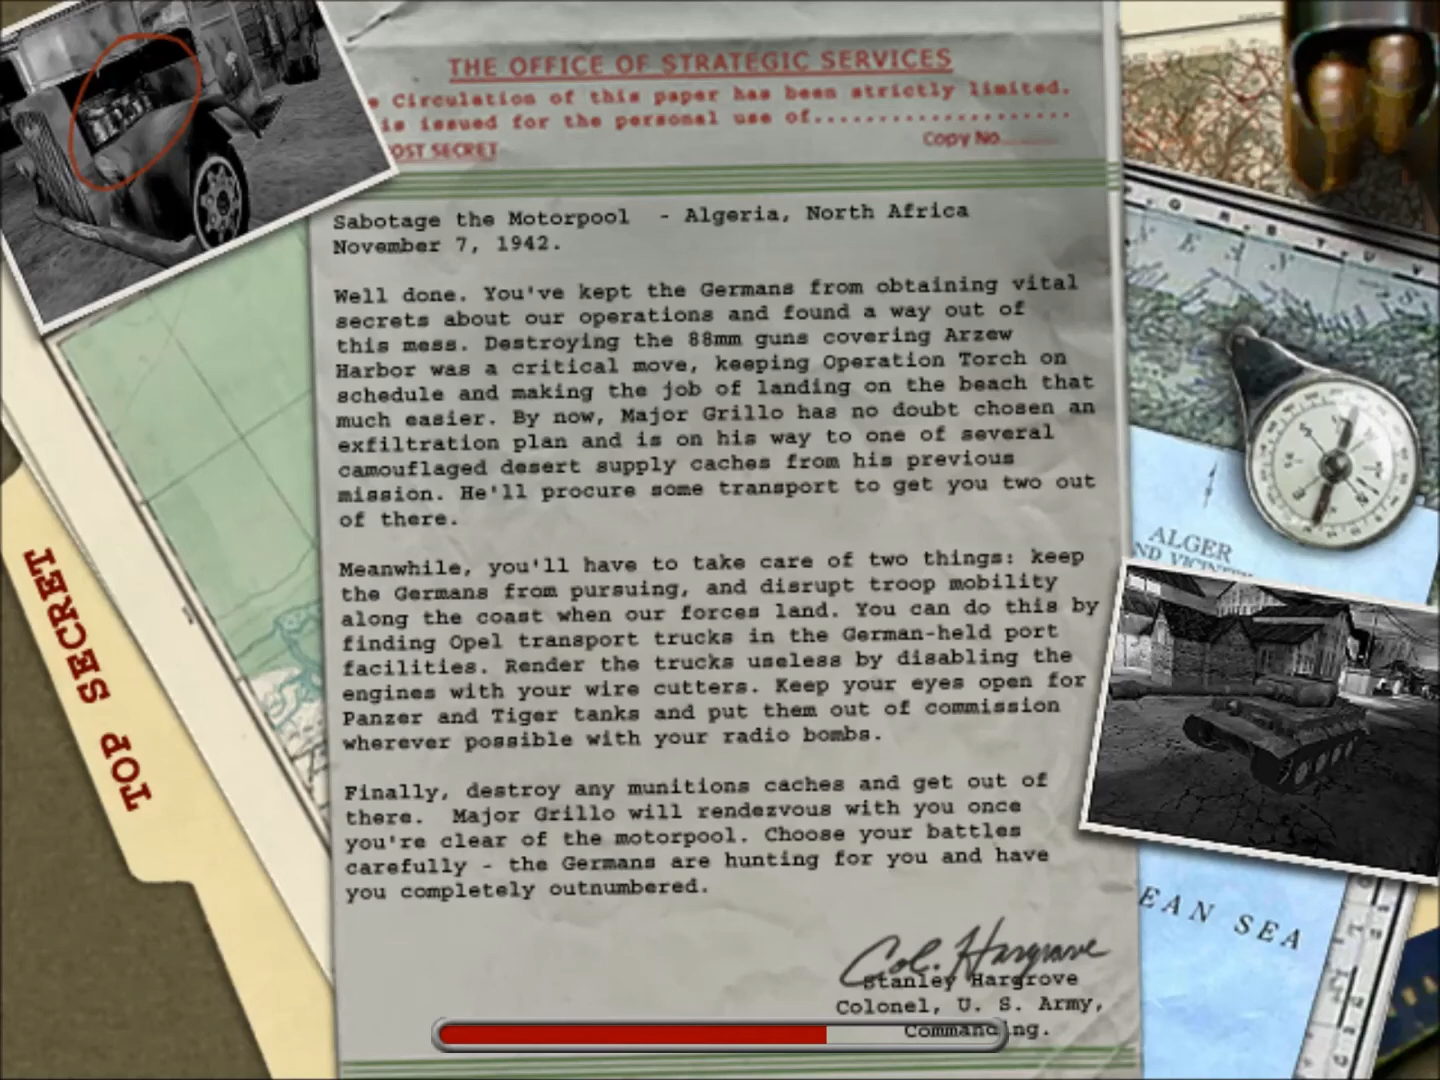 THE OFFICE OF STRATEGIC SERVICES
e Circulation of this paper has been strictly limited.
is issued for the personal use of......................
OST SECRET
Copy No..........
Sabotage the Motorpool - Algeria, North Africa
November 7, 1942.
Well done. You've kept the Germans from obtaining vital
secrets about our operations and found a way out of
this mess. Destroying the 88mm guns covering Arzew
Harbor was a critical move, keeping Operation Torch on
schedule and making the job of landing on the beach that
much easier. By now, Major Grillo has no doubt chosen an
exfiltration plan and is on his way to one of several
camouflaged desert supply caches from his previous
mission. He'll procure some transport to get you two out
of there.
Meanwhile, you'll have to take care of two things: keep
the Germans from pursuing, and disrupt troop mobility
along the coast when our forces land. You can do this by
finding Opel transport trucks in the German-held port
facilities. Render the trucks useless by disabling the
engines with your wire cutters. Keep your eyes open for
Panzer and Tiger tanks and put them out of commission
wherever possible with your radio bombs.
Finally, destroy any munitions caches and get out of
there. Major Grillo will rendezvous with you once
you're clear of the motorpool. Choose your battles
carefully - the Germans are hunting for you and have
you completely outnumbered.
Col. Hargrove
Stanley Hargrove
Colonel, U. S. Army,
Commanding.
TOP SECRET
ALGER
ND VICINITY
EAN SEA